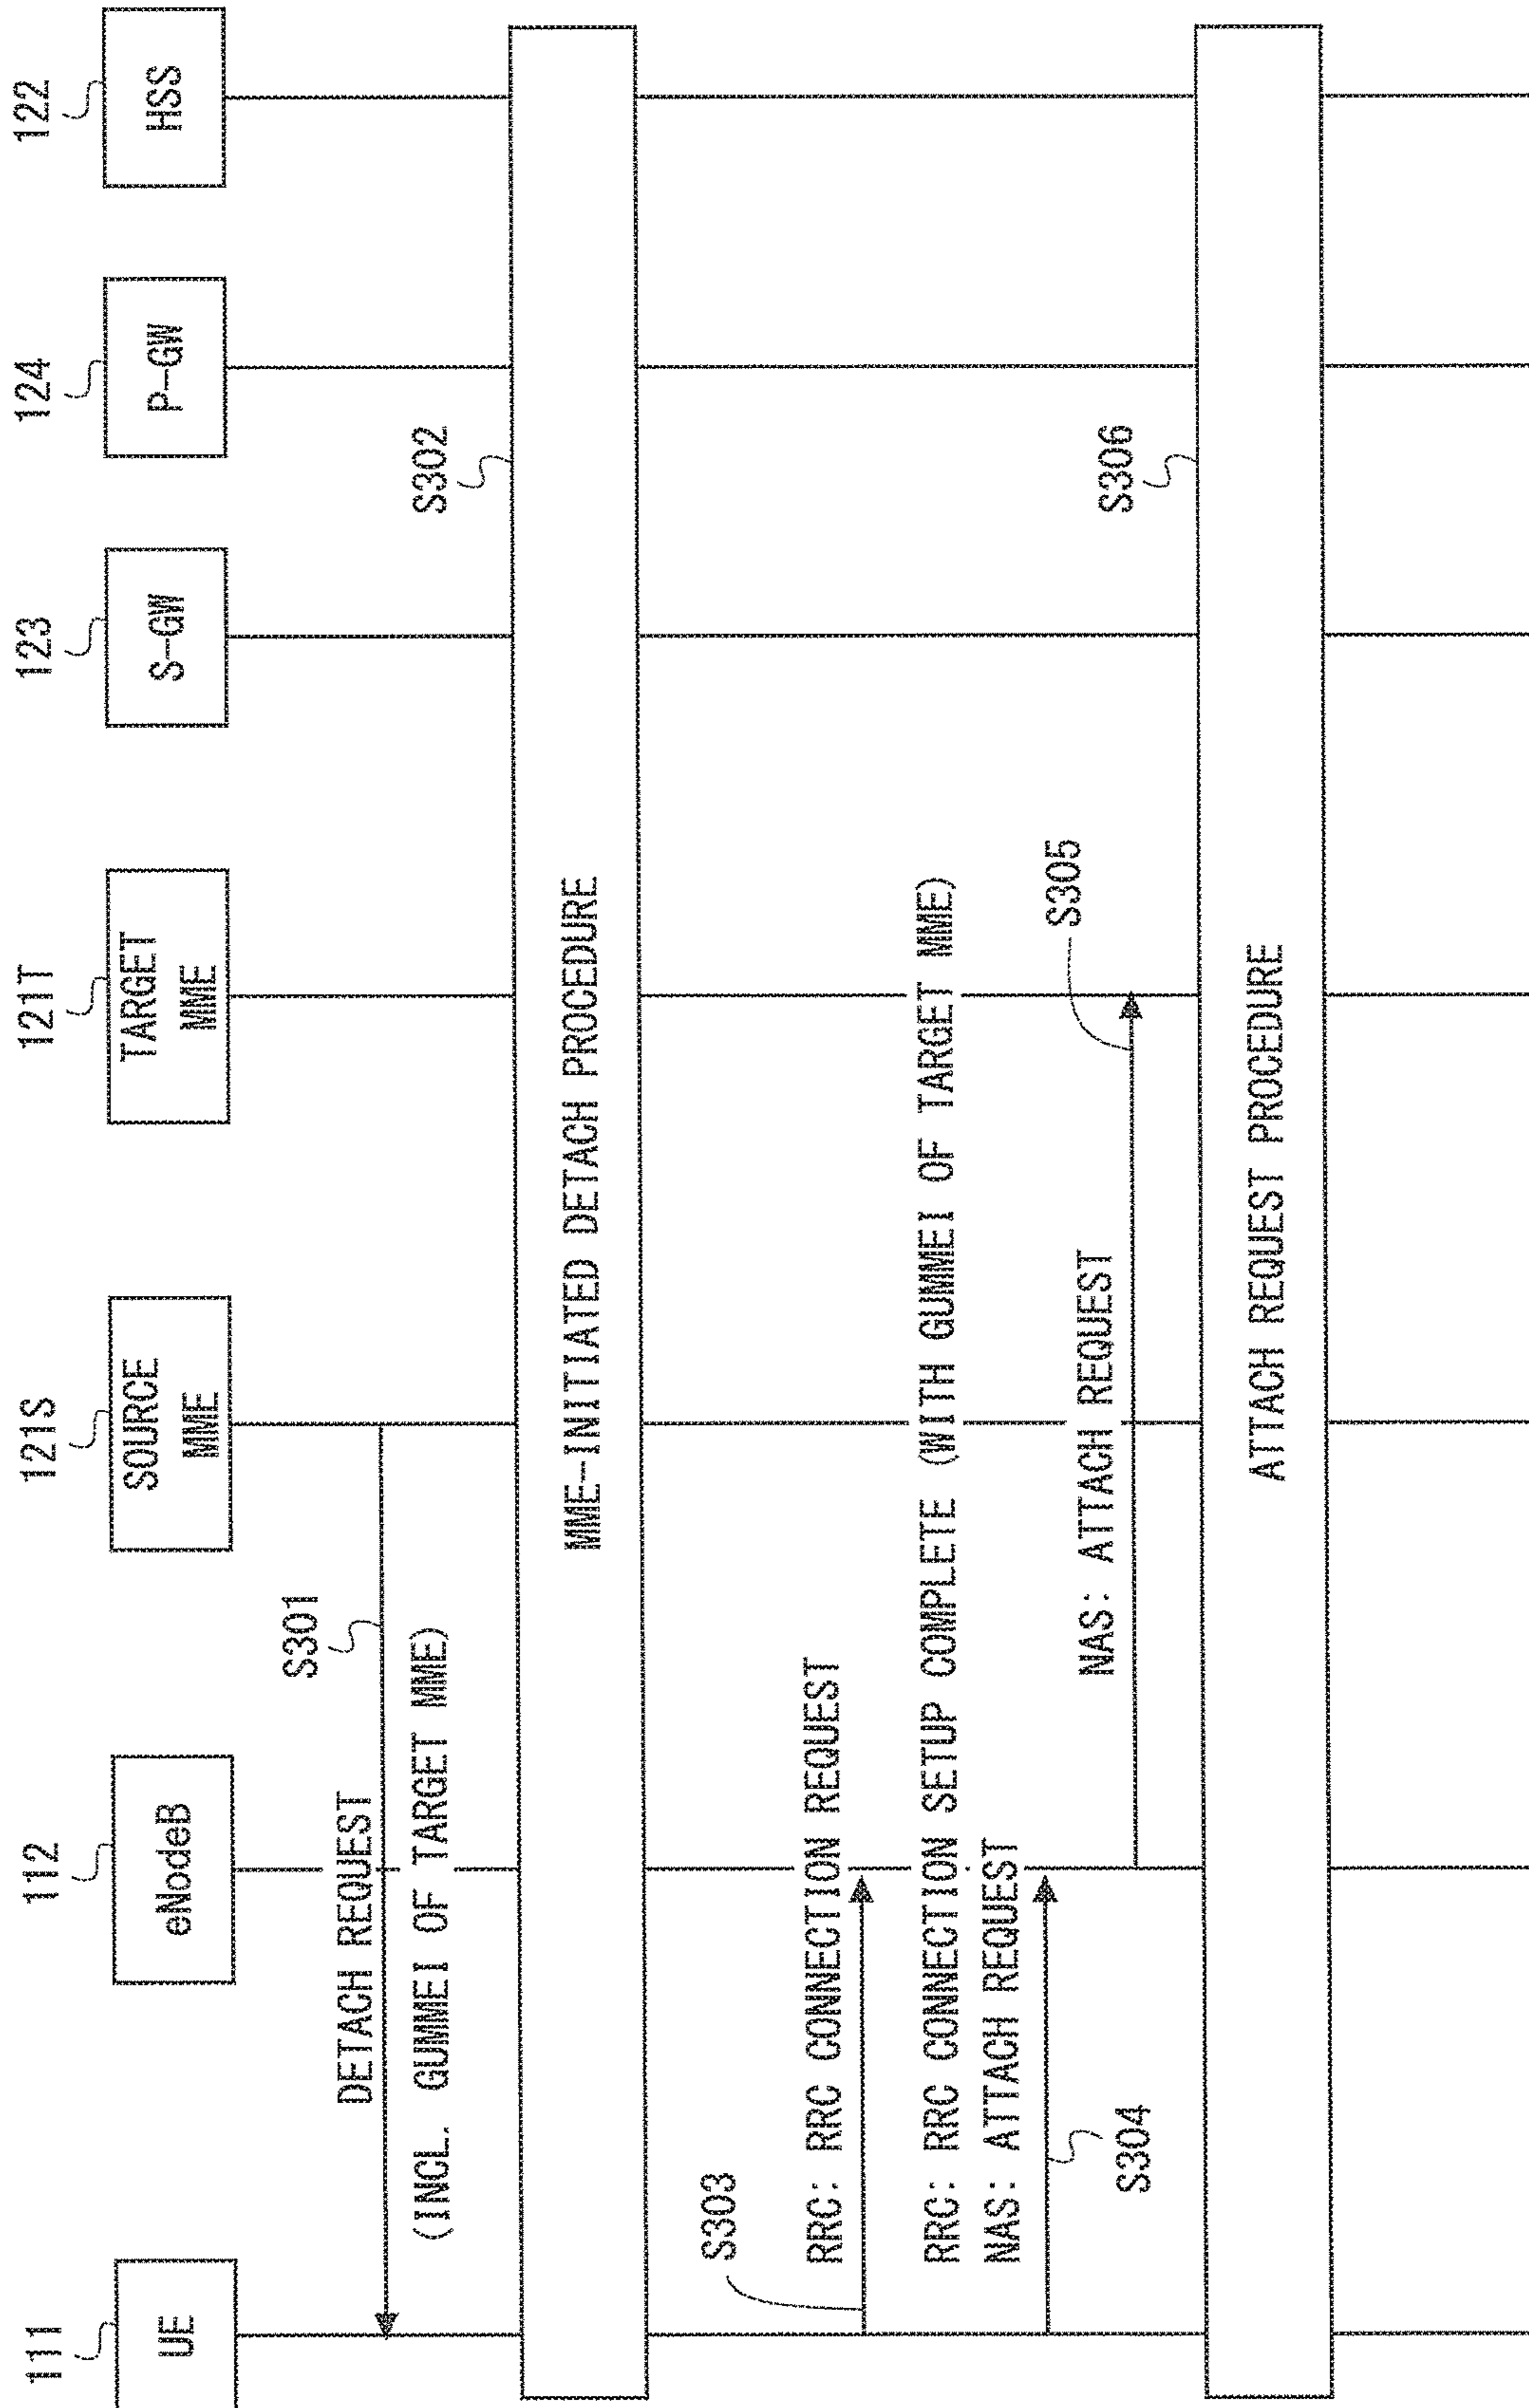 111
112
121S
121T
123
124
122
UE
eNodeB
SOURCE
MME
TARGET
MME
S-GW
P-GW
HSS
S301
DETACH REQUEST
(INCL. GUMMEI OF TARGET MME)
S302
MME-INITIATED DETACH PROCEDURE
S303
RRC: RRC CONNECTION REQUEST
RRC: RRC CONNECTION SETUP COMPLETE (WITH GUMMEI OF TARGET MME)
NAS: ATTACH REQUEST
S304
S305
NAS: ATTACH REQUEST
S306
ATTACH REQUEST PROCEDURE